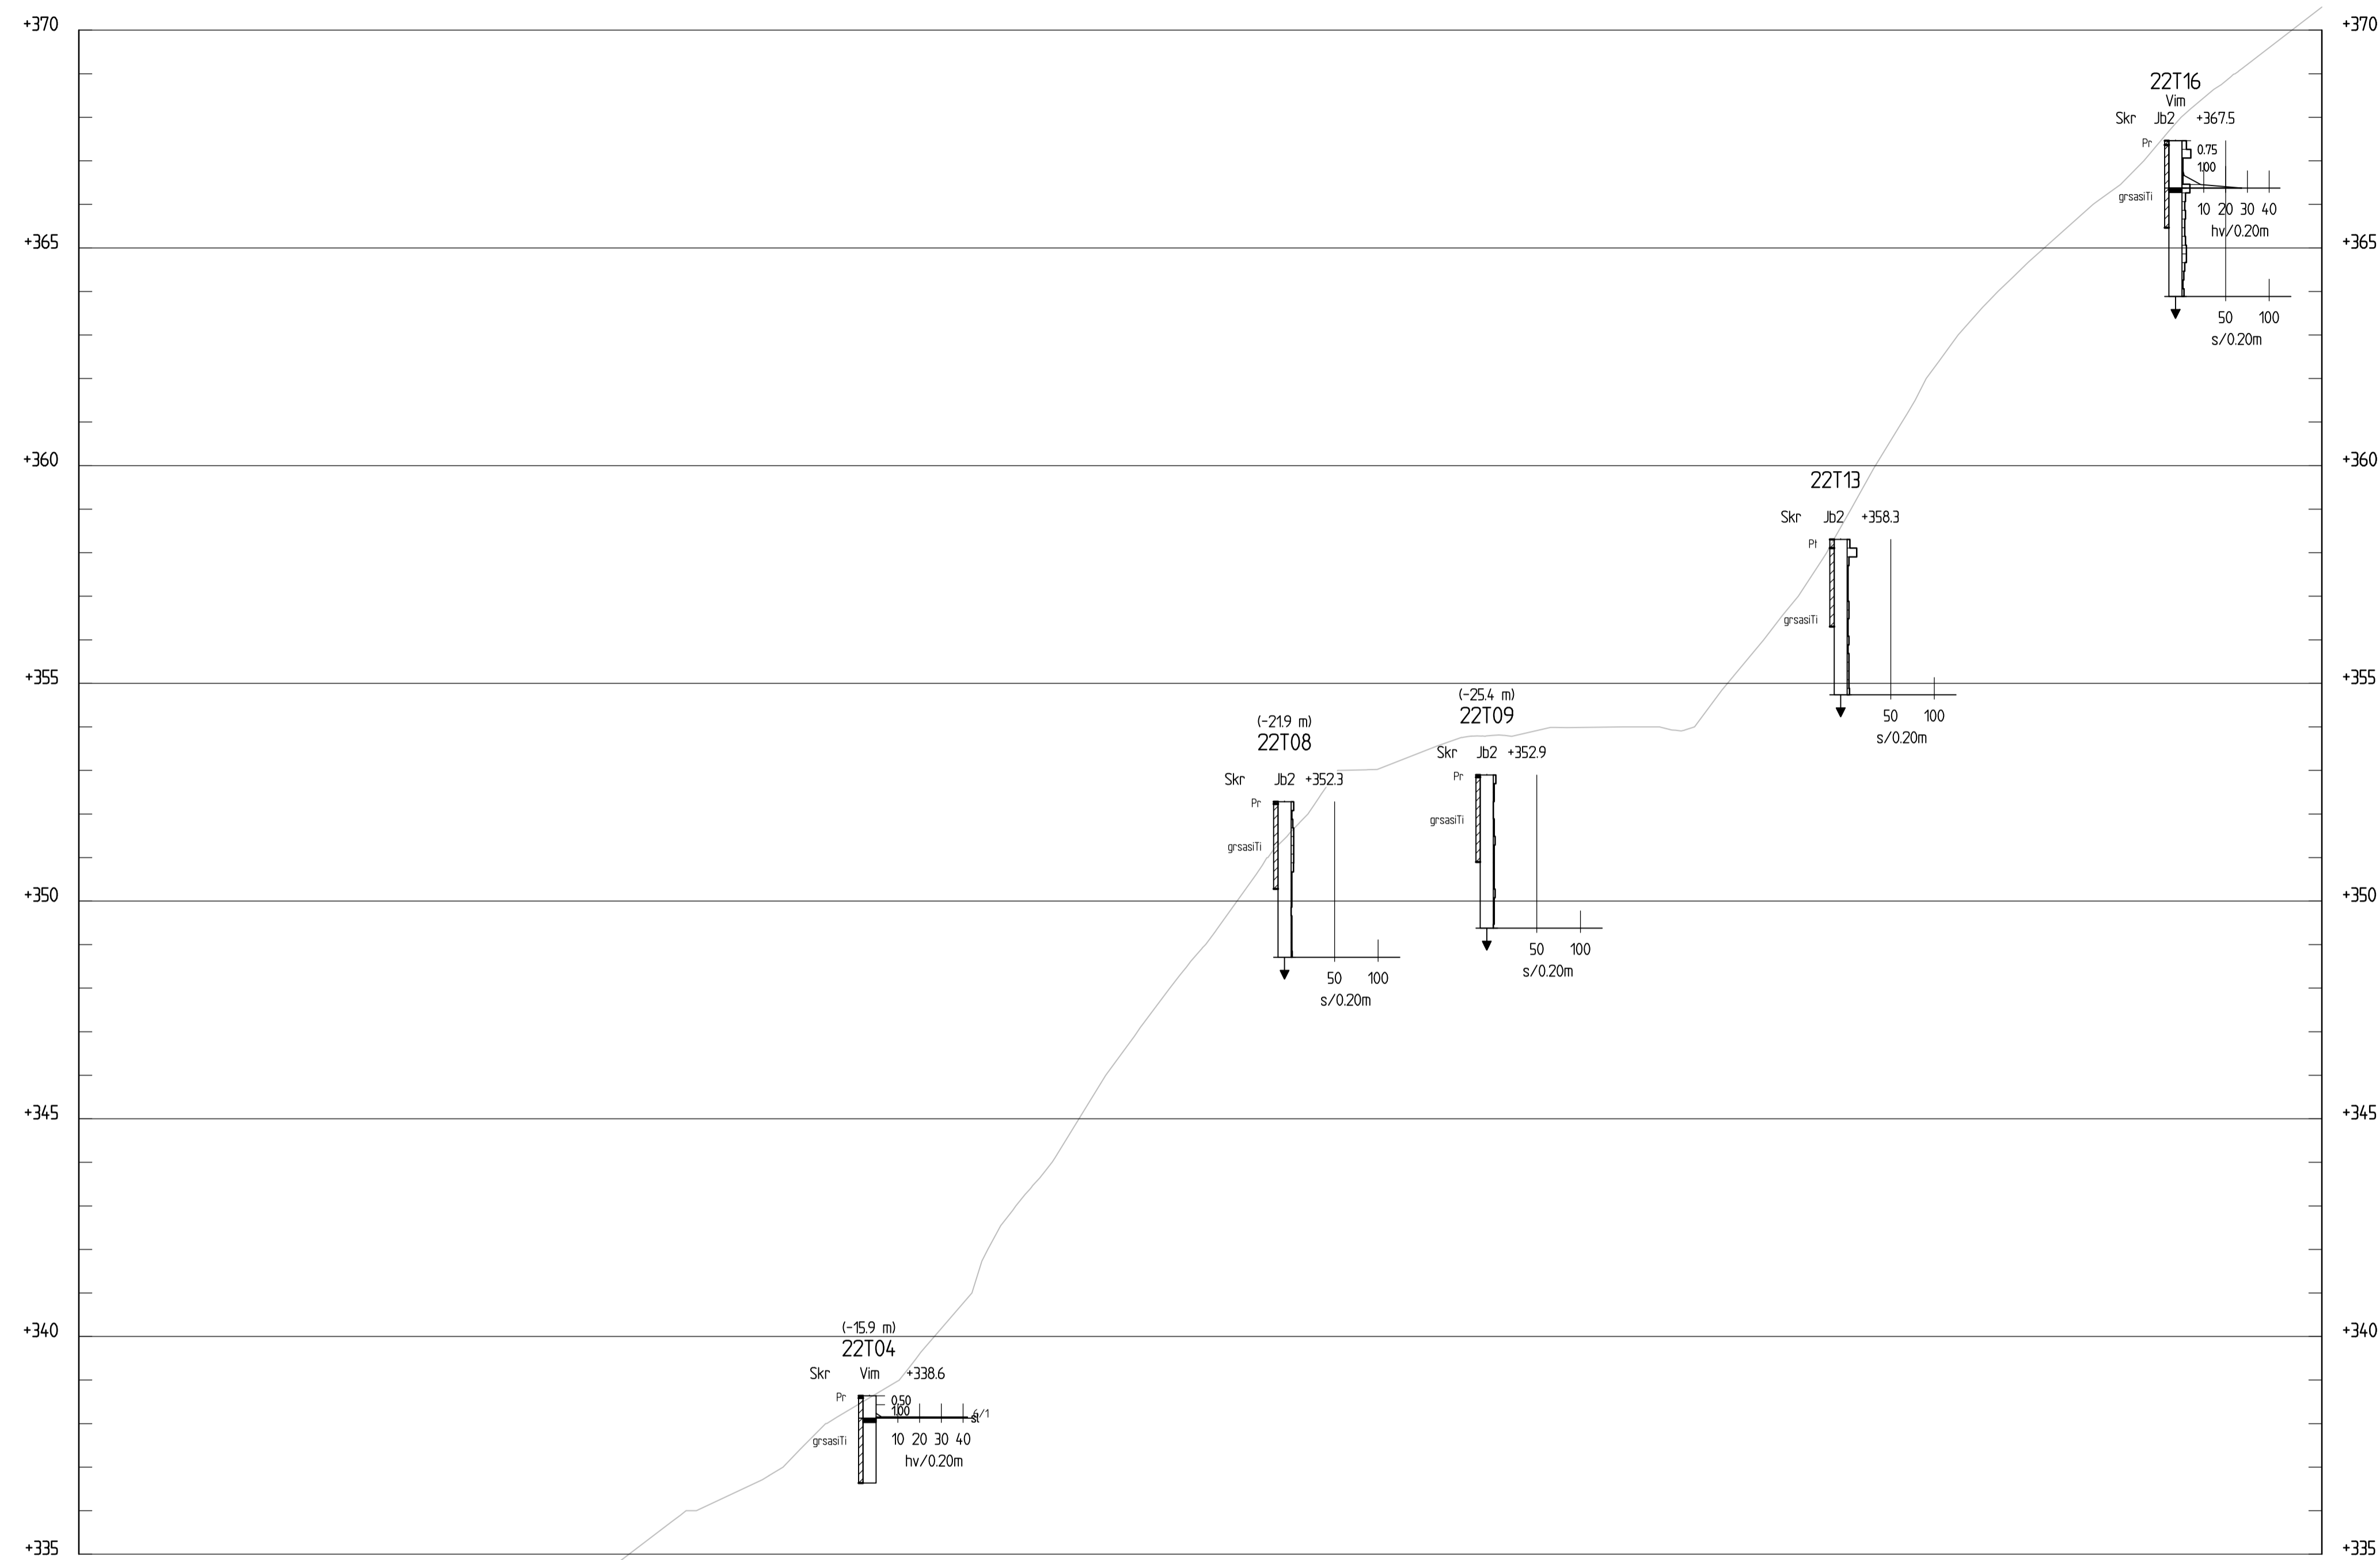 +370 +370
22T16
Vim
Skr Jb2 +367.5
Pr
0.75
1.00
grsasiTi
10 20 30 40
hv/0.20m
+365 +365
50 100
s/0.20m
+360 +360
22T13
Skr Jb2 +358.3
Pt
grsasiTi
+355 +355
50 100
s/0.20m
(-25.4 m)
22T09
Skr Jb2 +352.9
Pr
grsasiTi
50 100
s/0.20m
(-21.9 m)
22T08
Skr Jb2 +352.3
Pr
grsasiTi
50 100
s/0.20m
+350 +350
+345 +345
+340 +340
(-15.9 m)
22T04
Skr Vim +338.6
Pr
0.50
1.00
grsasiTi
10 20 30 40
hv/0.20m
+335 +335